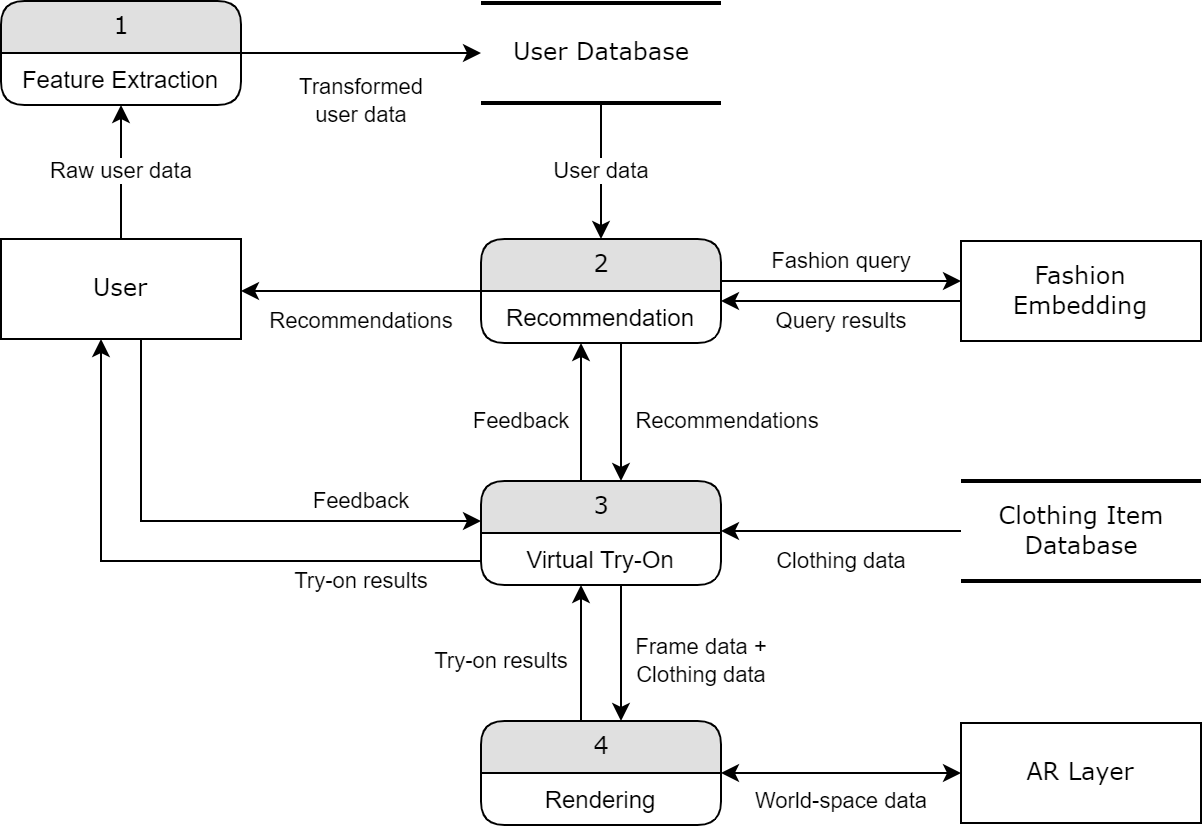 1
Feature Extraction
Transformed
user data
User Database
Raw user data
User data
User
2
Recommendation
Recommendations
Fashion query
Query results
Fashion
Embedding
Feedback
Recommendations
Feedback
Try-on results
3
Virtual Try-On
Clothing data
Clothing Item
Database
Try-on results
Frame data +
Clothing data
4
Rendering
World-space data
AR Layer